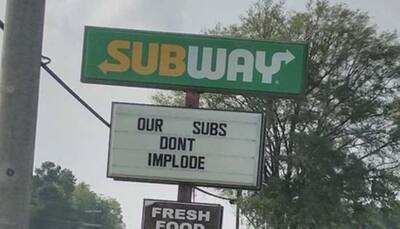 SUBWAY
OUR SUBS
DONT
IMPLODE
FRESH
FOOD